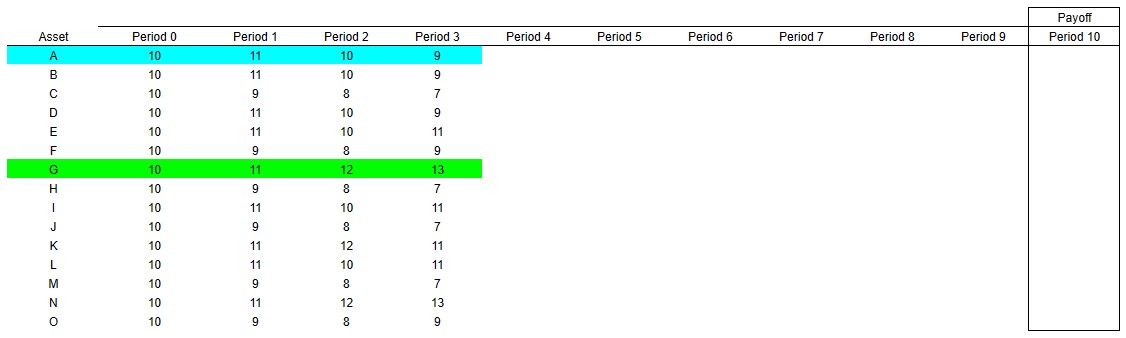 Payoff
Asset Period 0 Period 1 Period 2 Period 3 Period 4 Period 5 Period 6 Period 7 Period 8 Period 9 Period 10
A 10 11 10 9
B 10 11 10 9
C 10 9 8 7
D 10 11 10 9
E 10 11 10 11
F 10 9 8 9
G 10 11 12 13
H 10 9 8 7
I 10 11 10 11
J 10 9 8 7
K 10 11 12 11
L 10 11 10 11
M 10 9 8 7
N 10 11 12 13
O 10 9 8 9